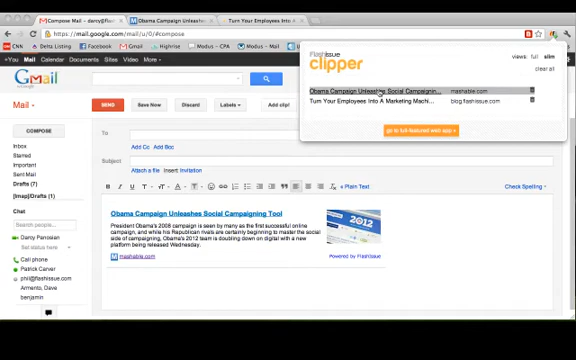 Compose Mail – darcy@flashi
Obama Campaign Unleashes
Turn Your Employees Into A M
https://mail.google.com/mail/u/0/#compose
CNN
Delta Listing
Facebook
Gmail
Highrise
Modus – CPA
Modus
+You Mail Calendar Documents Sites Video More
Flashissue
clipper
views: full slim
clear all
Obama Campaign Unleashes Social Campaignin... mashable.com
Turn Your Employees Into A Marketing Machi... blog.flashissue.com
go to full-featured web app »
Gmail
Mail
SEND Save Now Discard Labels Add clip!
COMPOSE
Inbox
Starred
Important
Sent Mail
Drafts (7)
[Imap]/Drafts (1)
Chat
Search people...
Darcy Panosian
Set status here
Call phone
Patrick Carver
phil@flashissue.com
Armento, Dave
benjamin
To
Add Cc Add Bcc
Subject
Attach a file Insert: Invitation
B I U T T A T « Plain Text Check Spelling
Obama Campaign Unleashes Social Campaigning Tool
President Obama's 2008 campaign is seen by many as the first successful online
campaign, and while his Republican rivals are certainly beginning to master the social
side of campaigning, Obama's 2012 team is doubling down on digital with a new
platform being released Wednesday.
M mashable.com
2012
Powered by Flashissue